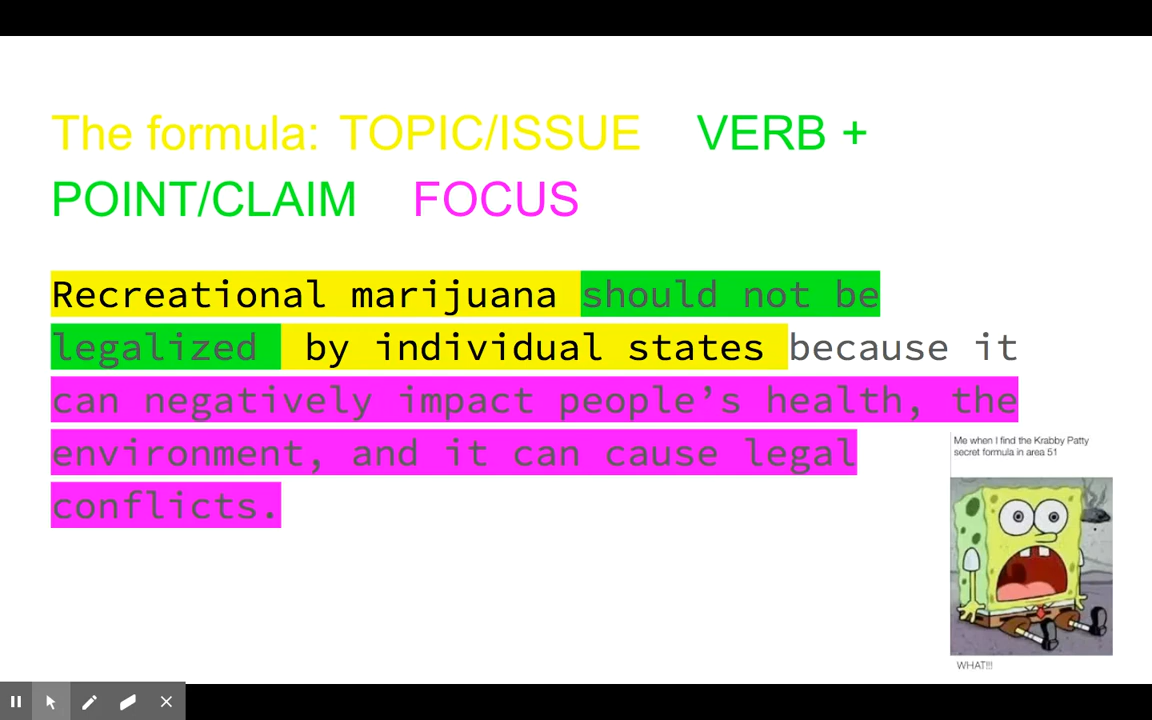 The formula: TOPIC/ISSUE VERB +
POINT/CLAIM FOCUS
Recreational marijuana should not be
legalized by individual states because it
can negatively impact people’s health, the
environment, and it can cause legal
conflicts.
Me when I find the Krabby Patty
secret formula in area 51
WHAT!!!